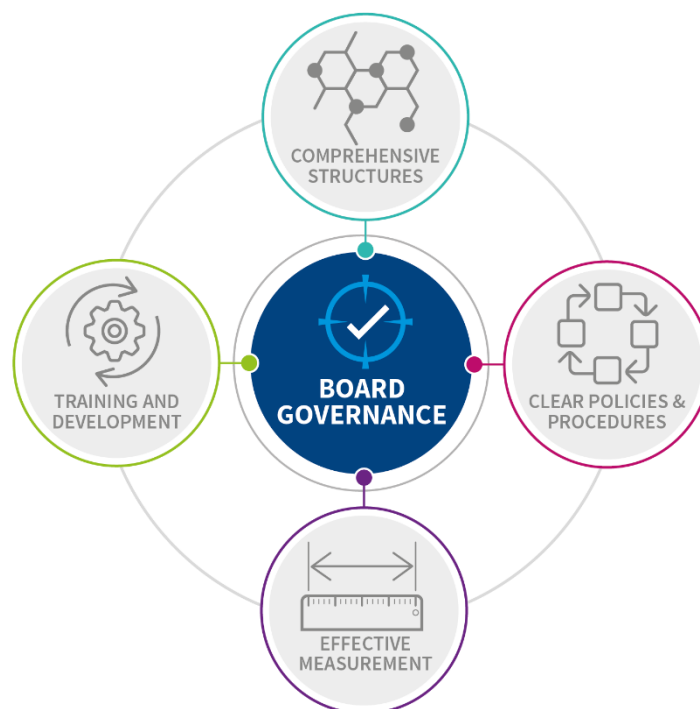 COMPREHENSIVE
STRUCTURES
TRAINING AND
DEVELOPMENT
BOARD
GOVERNANCE
CLEAR POLICIES &
PROCEDURES
EFFECTIVE
MEASUREMENT